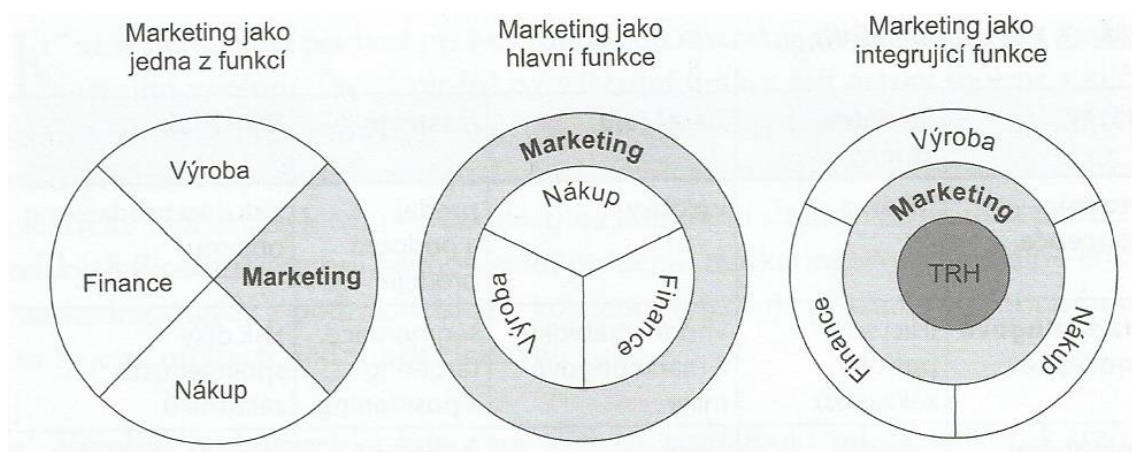 Marketing jako
jedna z funkcí
Výroba
Finance
Marketing
Nákup
Marketing jako
hlavní funkce
Marketing
Nákup
Výroba
Finance
Marketing jako
integrující funkce
Výroba
Marketing
TRH
Finance
Nákup